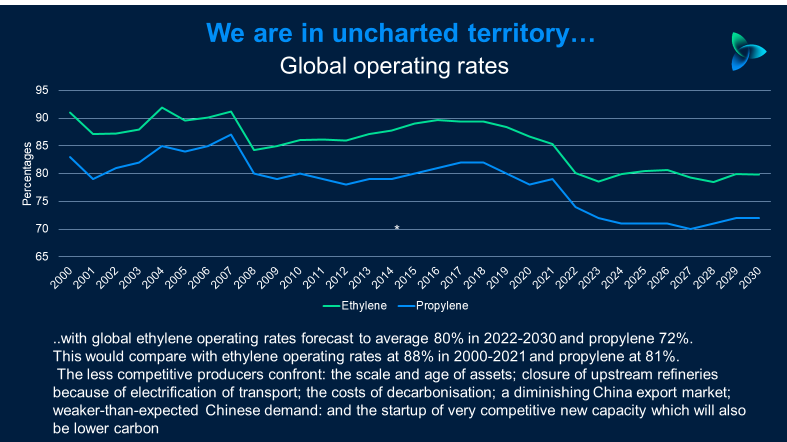 We are in uncharted territory…
Global operating rates
95
90
85
80
75
70
65
Percentages
*
2000 2001 2002 2003 2004 2005 2006 2007 2008 2009 2010 2011 2012 2013 2014 2015 2016 2017 2018 2019 2020 2021 2022 2023 2024 2025 2026 2027 2028 2029 2030
Ethylene Propylene
..with global ethylene operating rates forecast to average 80% in 2022-2030 and propylene 72%.
This would compare with ethylene operating rates at 88% in 2000-2021 and propylene at 81%.
The less competitive producers confront: the scale and age of assets; closure of upstream refineries
because of electrification of transport; the costs of decarbonisation; a diminishing China export market;
weaker-than-expected Chinese demand: and the startup of very competitive new capacity which will also
be lower carbon